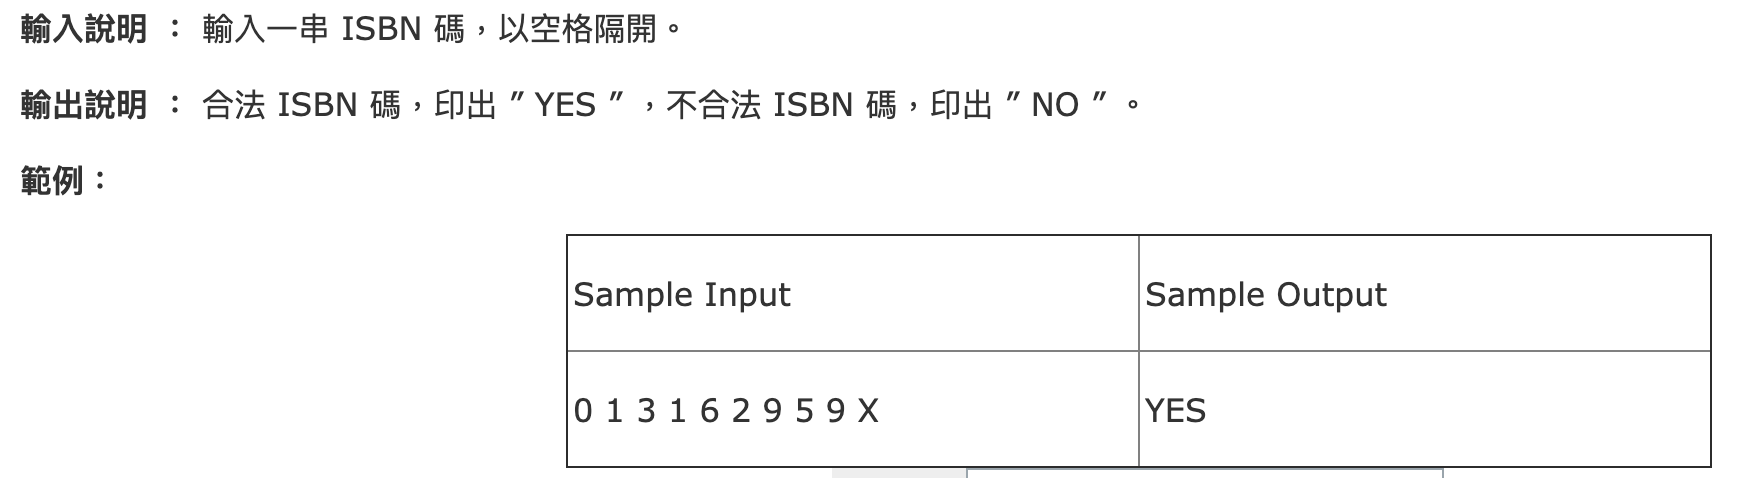 輸入說明 ： 輸入一串 ISBN 碼，以空格隔開。
輸出說明 ： 合法 ISBN 碼，印出 ″ YES ″ ，不合法 ISBN 碼，印出 ″ NO ″ 。
範例：
Sample Input
Sample Output
0 1 3 1 6 2 9 5 9 X
YES